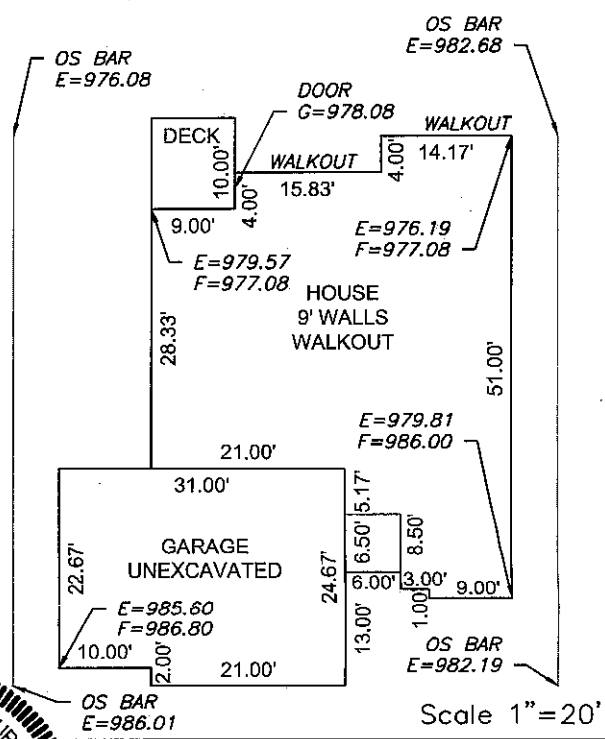 OS BAR
E=982.68
OS BAR
E=976.08
DOOR
G=978.08
DECK
10.00'
WALKOUT
15.83'
4.00'
4.00'
WALKOUT
14.17'
9.00'
E=979.57
F=977.08
E=976.19
F=977.08
HOUSE
9' WALLS
WALKOUT
28.33'
51.00'
E=979.81
F=986.00
21.00'
31.00'
5.17'
6.50'
8.50'
GARAGE
UNEXCAVATED
22.67'
24.67'
6.00'
3.00'
1.00'
9.00'
13.00'
E=985.60
F=986.80
10.00'
2.00'
21.00'
OS BAR
E=982.19
OS BAR
E=986.01
Scale 1"=20'